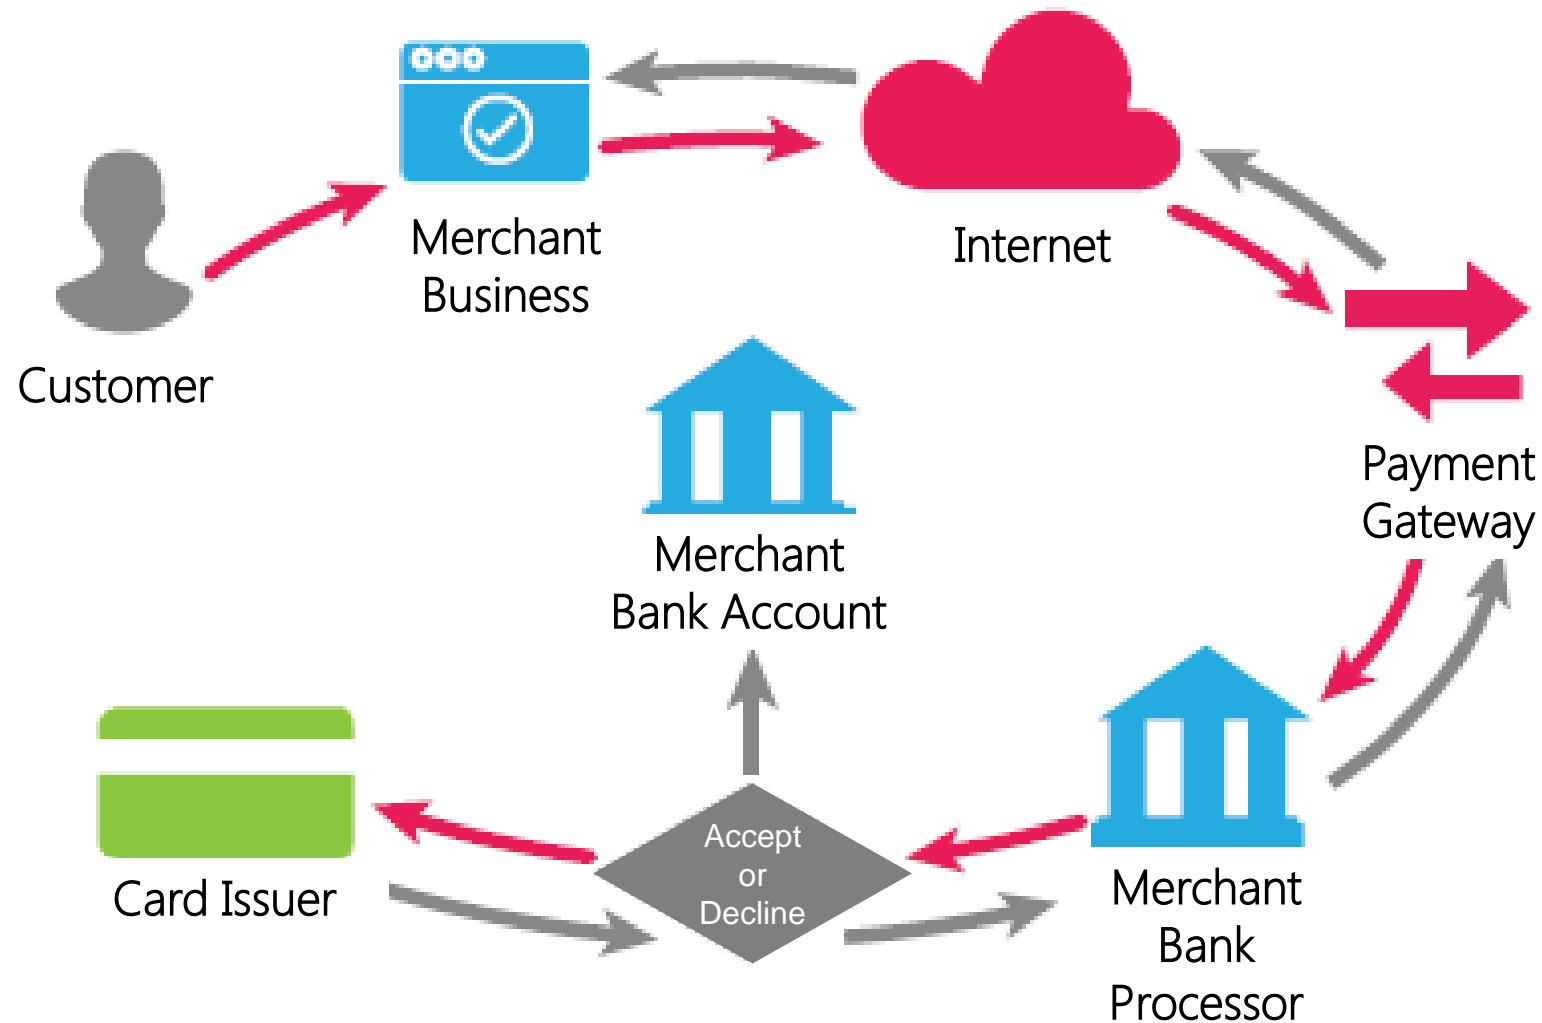 Merchant
Business
Internet
Customer
Payment
Gateway
Merchant
Bank Account
Accept
or
Decline
Card Issuer
Merchant
Bank
Processor